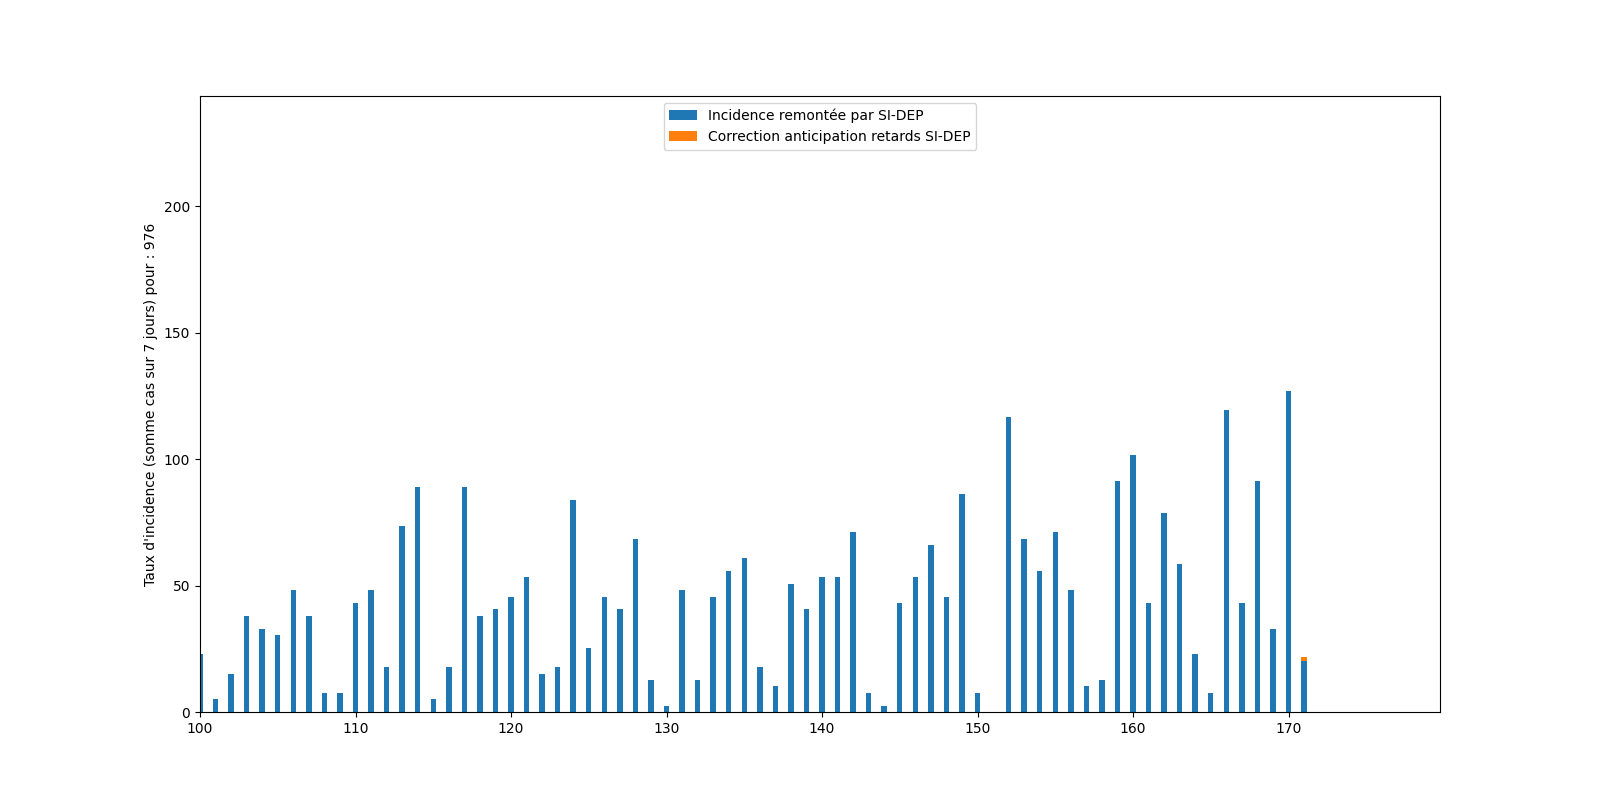 Incidence remontée par SI-DEP
Correction anticipation retards SI-DEP
Taux d'incidence (somme cas sur 7 jours) pour : 976
200
150
100
50
0
100 110 120 130 140 150 160 170